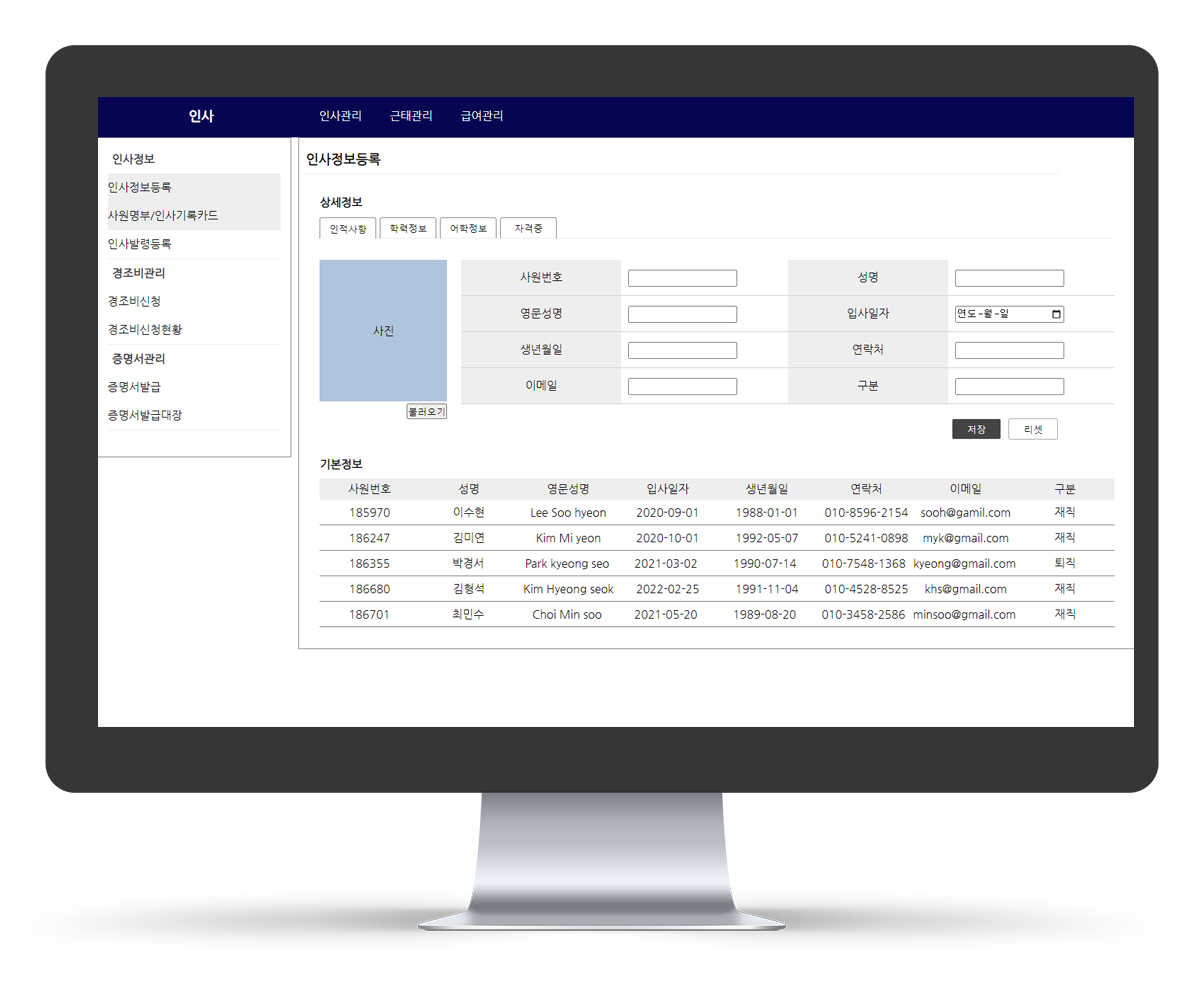 인사 인사관리 근태관리 급여관리
인사정보
인사정보등록
사원명부/인사기록카드
인사발령등록
경조비관리
경조비신청
경조비신청현황
증명서관리
증명서발급
증명서발급대장
인사정보등록
상세정보
인적사항 학력정보 어학정보 자격증
사진
불러오기
사원번호 성명
영문성명 입사일자 연도-월-일
생년월일 연락처
이메일 구분
저장 리셋
기본정보
사원번호 성명 영문성명 입사일자 생년월일 연락처 이메일 구분
185970 이수현 Lee Soo hyeon 2020-09-01 1988-01-01 010-8596-2154 sooh@gamil.com 재직
186247 김미연 Kim Mi yeon 2020-10-01 1992-05-07 010-5241-0898 myk@gmail.com 재직
186355 박경서 Park kyeong seo 2021-03-02 1990-07-14 010-7548-1368 kyeong@gmail.com 퇴직
186680 김형석 Kim Hyeong seok 2022-02-25 1991-11-04 010-4528-8525 khs@gmail.com 재직
186701 최민수 Choi Min soo 2021-05-20 1989-08-20 010-3458-2586 minsoo@gmail.com 재직